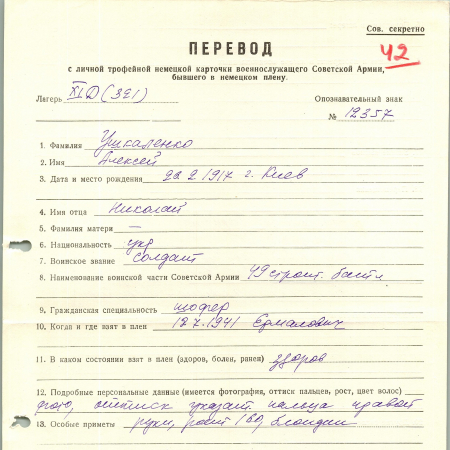 Сов. секретно
42
ПЕРЕВОД
с личной трофейной немецкой карточки военнослужащего Советской Армии,
бывшего в немецком плену.
Лагерь XI D (321) Опознавательный знак
№ 12357
1. Фамилия Ушкаленко
2. Имя Алексей
3. Дата и место рождения 22 2 1917 г. Киев
4. Имя отца Николай
5. Фамилия матери —
6. Национальность укр
7. Воинское звание солдат
8. Наименование воинской части Советской Армии 49 строит. бат-л
9. Гражданская специальность шофер
10. Когда и где взят в плен 12.7.1941 Ермалович
11. В каком состоянии взят в плен (здоров, болен, ранен) здоров
12. Подробные персональные данные (имеется фотография, оттиск пальцев, рост, цвет волос)
фото, оттиск указат. пальца правой
13. Особые приметы руки, рост 160, блондин